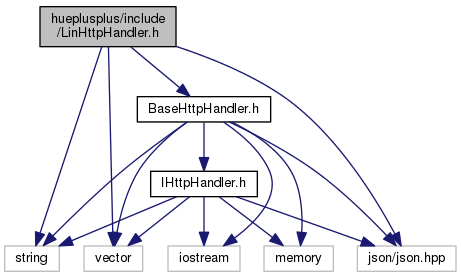 hueplusplus/include
/LinHttpHandler.h
BaseHttpHandler.h
IHttpHandler.h
string
vector
iostream
memory
json/json.hpp